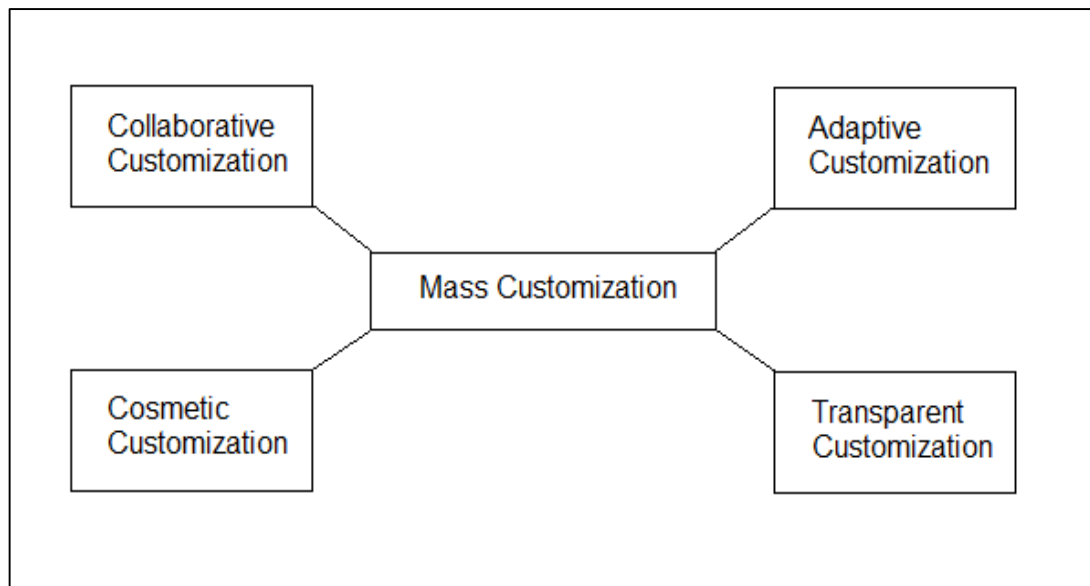 Collaborative
Customization
Adaptive
Customization
Mass Customization
Cosmetic
Customization
Transparent
Customization